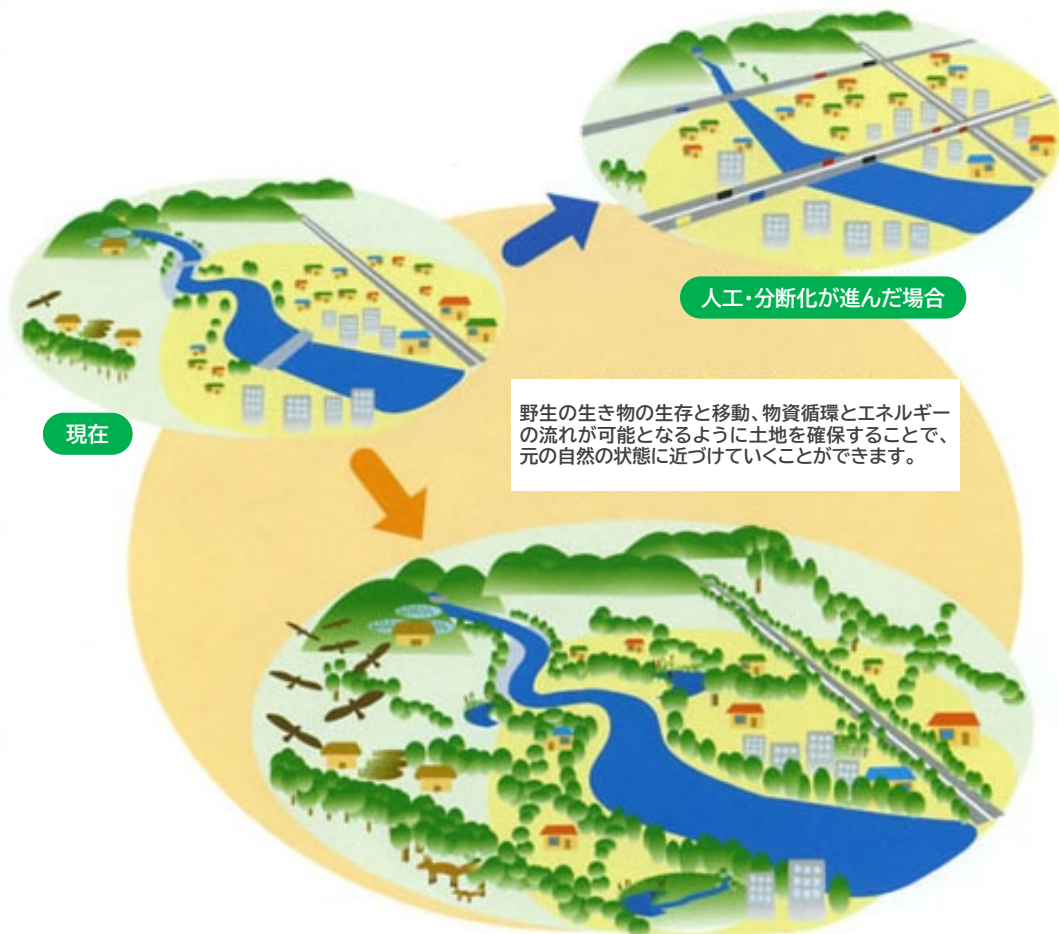 人工・分断化が進んだ場合
現在
野生の生き物の生存と移動、物資循環とエネルギー
の流れが可能となるように土地を確保することで、
元の自然の状態に近づけていくことができます。